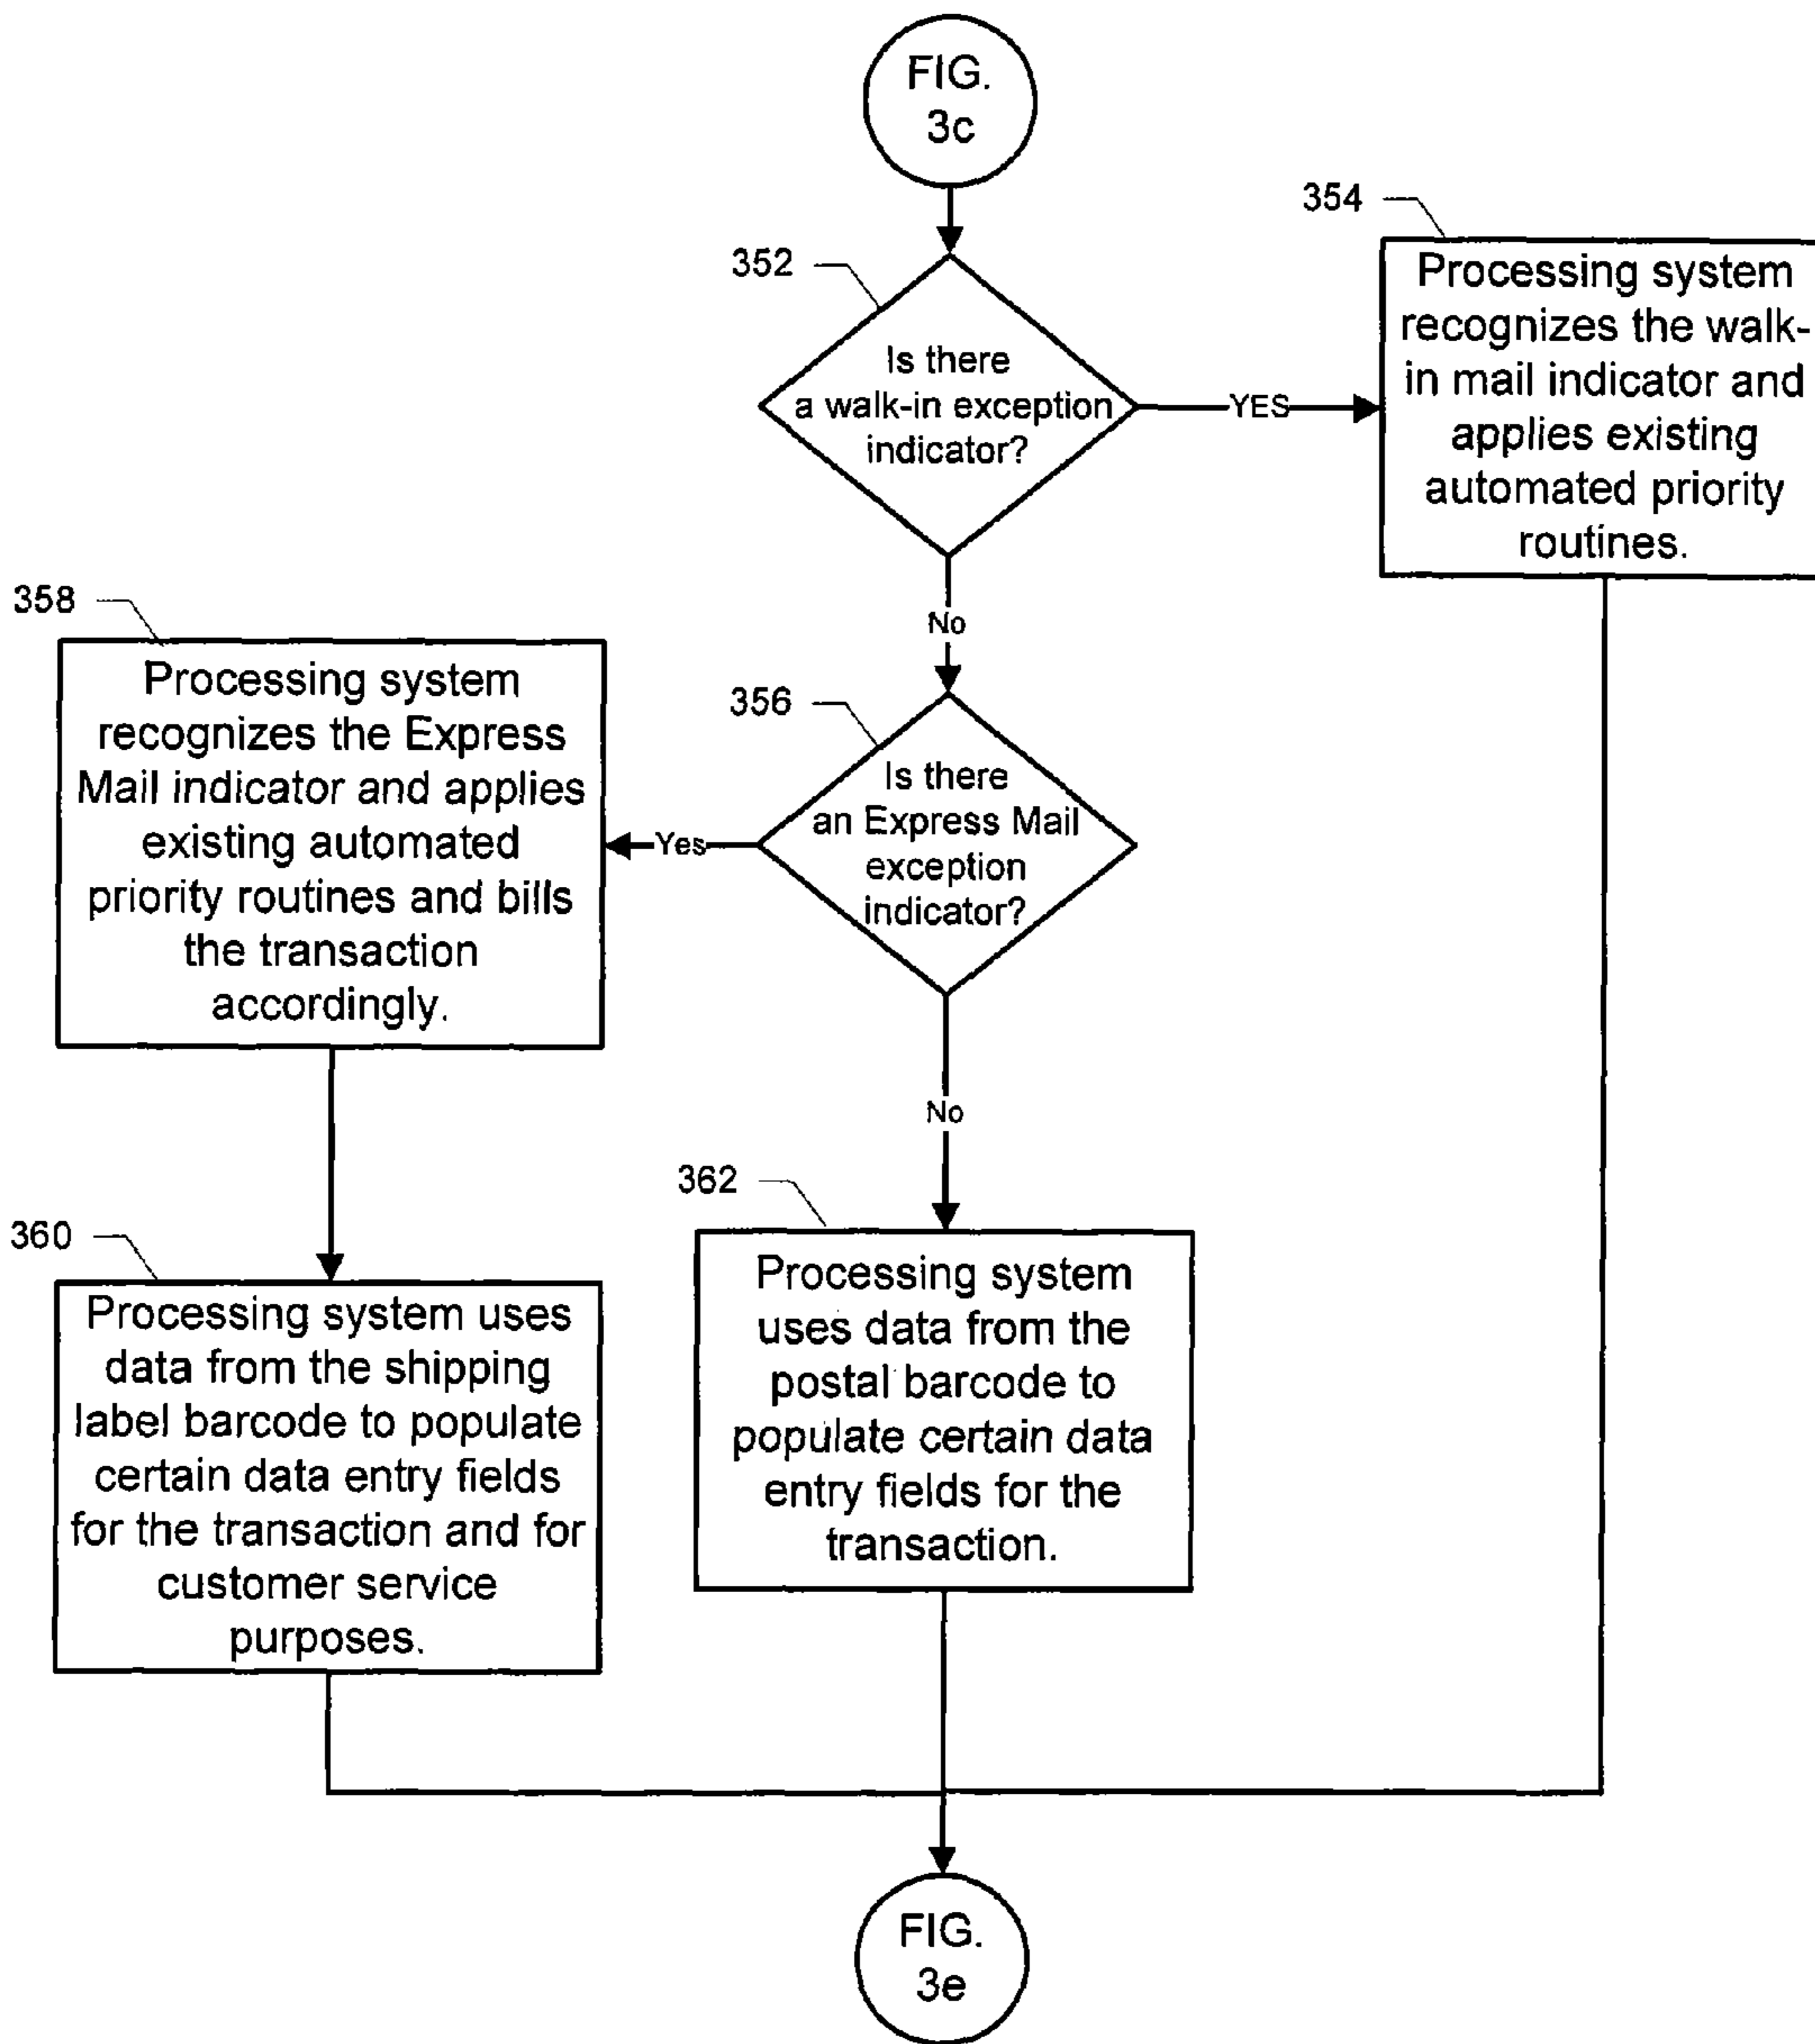 FIG.
3c
352
Is there
a walk-in exception
indicator?
YES
354
Processing system
recognizes the walk-
in mail indicator and
applies existing
automated priority
routines.
No
356
Is there
an Express Mail
exception
indicator?
Yes
358
Processing system
recognizes the Express
Mail indicator and applies
existing automated
priority routines and bills
the transaction
accordingly.
No
360
Processing system uses
data from the shipping
label barcode to populate
certain data entry fields
for the transaction and for
customer service
purposes.
362
Processing system
uses data from the
postal barcode to
populate certain data
entry fields for the
transaction.
FIG.
3e